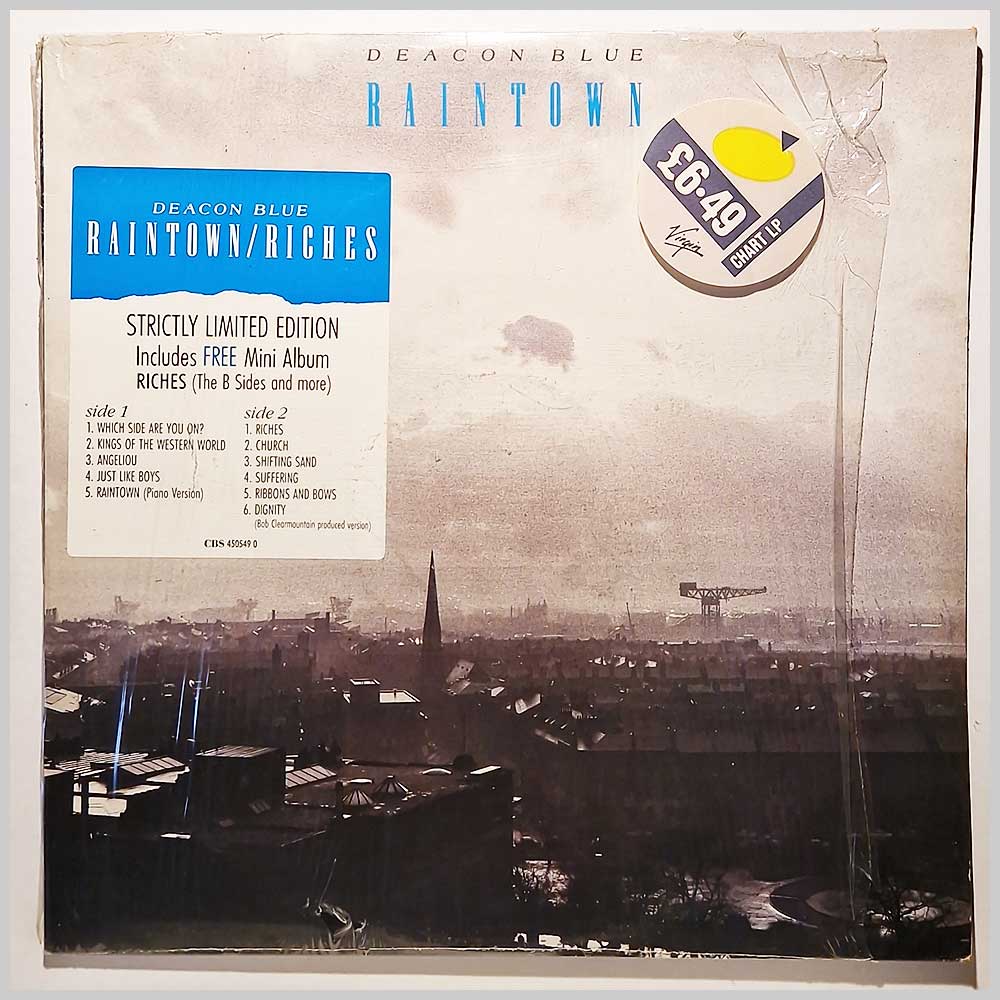 DEACON BLUE
RAINTOWN
£6.49
Virgin
CHART LP
DEACON BLUE
RAINTOWN/RICHES
STRICTLY LIMITED EDITION
Includes FREE Mini Album
RICHES (The B Sides and more)
side 1
1. WHICH SIDE ARE YOU ON?
2. KINGS OF THE WESTERN WORLD
3. ANGELIOU
4. JUST LIKE BOYS
5. RAINTOWN (Piano Version)
side 2
1. RICHES
2. CHURCH
3. SHIFTING SAND
4. SUFFERING
5. RIBBONS AND BOWS
6. DIGNITY
(Bob Clearmountain produced version)
CBS 450549 0